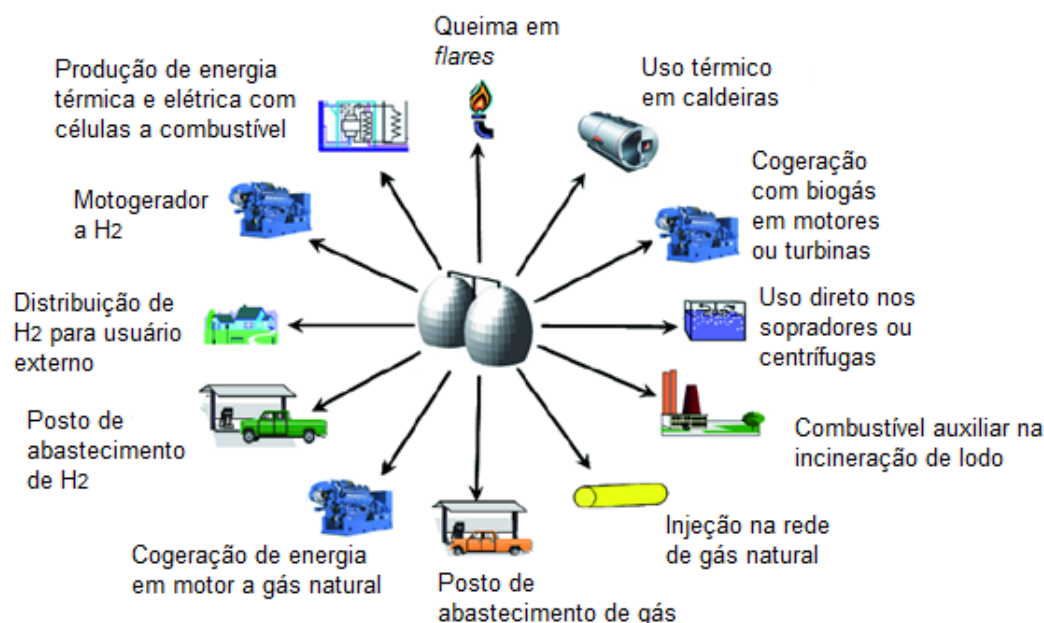 Queima em
flares
Uso térmico
em caldeiras
Cogeração
com biogás
em motores
ou turbinas
Uso direto nos
sopradores ou
centrífugas
Combustível auxiliar na
incineração de lodo
Injeção na rede
de gás natural
Posto de
abastecimento de gás
Cogeração de energia
em motor a gás natural
Posto de
abastecimento
de H2
Distribuição de
H2 para usuário
externo
Motogerador
a H2
Produção de energia
térmica e elétrica com
células a combustível